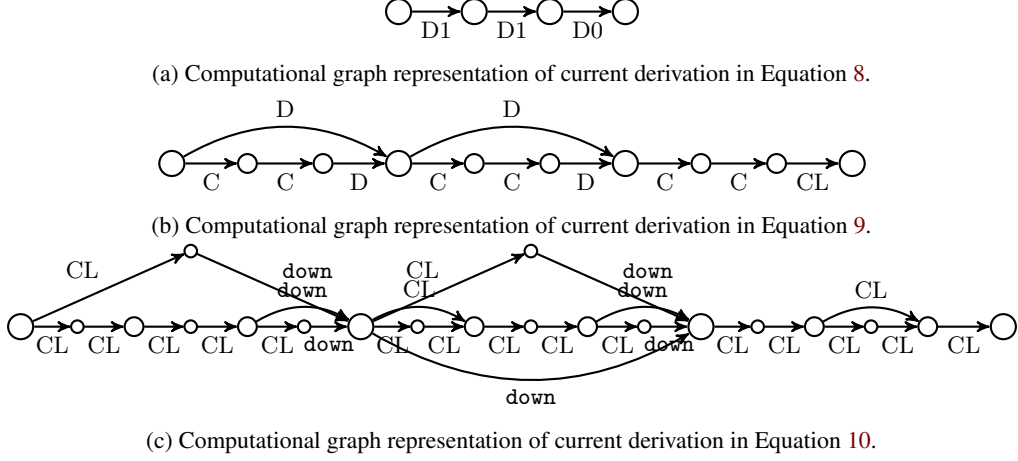 D1 D1 D0
(a) Computational graph representation of current derivation in Equation 8.
D D
C C D C C D C C CL
(b) Computational graph representation of current derivation in Equation 9.
CL down CL down
down CL down CL
CL CL CL CL CL down CL CL CL CL CL down CL CL CL CL CL
down
(c) Computational graph representation of current derivation in Equation 10.